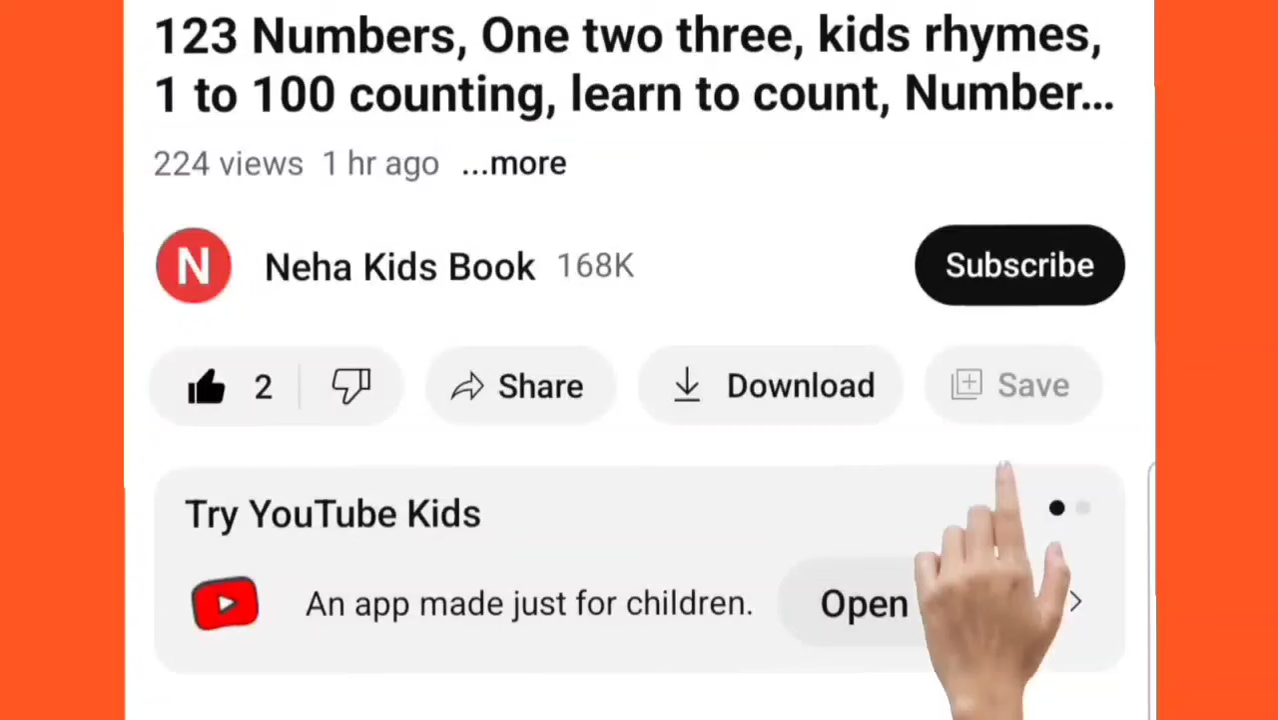 123 Numbers, One two three, kids rhymes,
1 to 100 counting, learn to count, Number...
224 views 1 hr ago ...more
N Neha Kids Book 168K Subscribe
2 Share Download Save
Try YouTube Kids
An app made just for children. Open